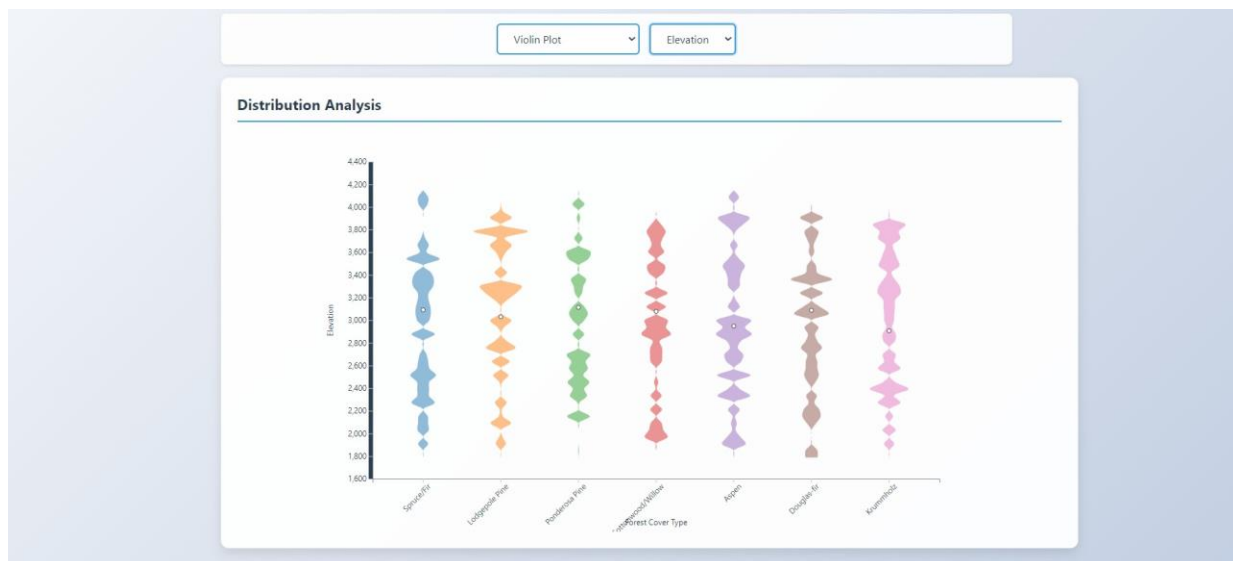 Violin Plot
Elevation
Distribution Analysis
4,400
4,200
4,000
3,800
3,600
3,400
3,200
3,000
2,800
2,600
2,400
2,200
2,000
1,800
1,600
Elevation
Spruce/Fir
Lodgepole Pine
Ponderosa Pine
wood/Willow
Aspen
Douglas-fir
Krummholz
Forest Cover Type